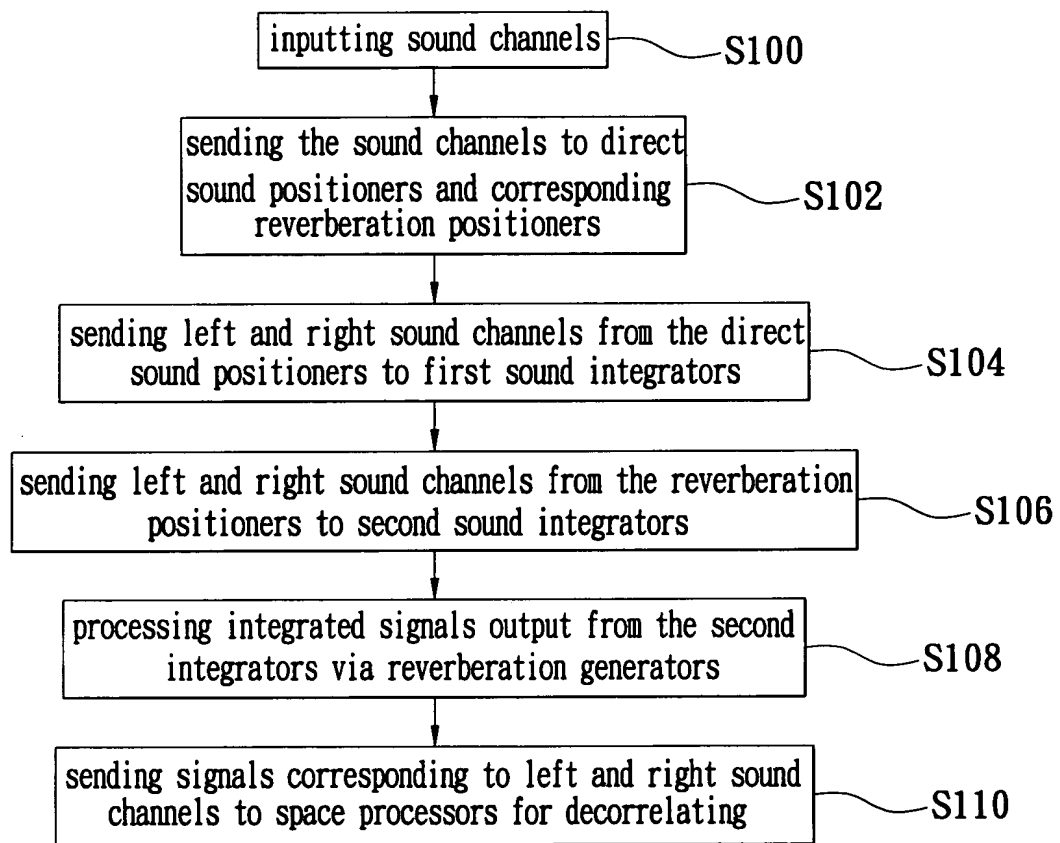 inputting sound channels
S100
sending the sound channels to direct
sound positioners and corresponding
reverberation positioners
S102
sending left and right sound channels from the direct
sound positioners to first sound integrators
S104
sending left and right sound channels from the reverberation
positioners to second sound integrators
S106
processing integrated signals output from the second
integrators via reverberation generators
S108
sending signals corresponding to left and right sound
channels to space processors for decorrelating
S110